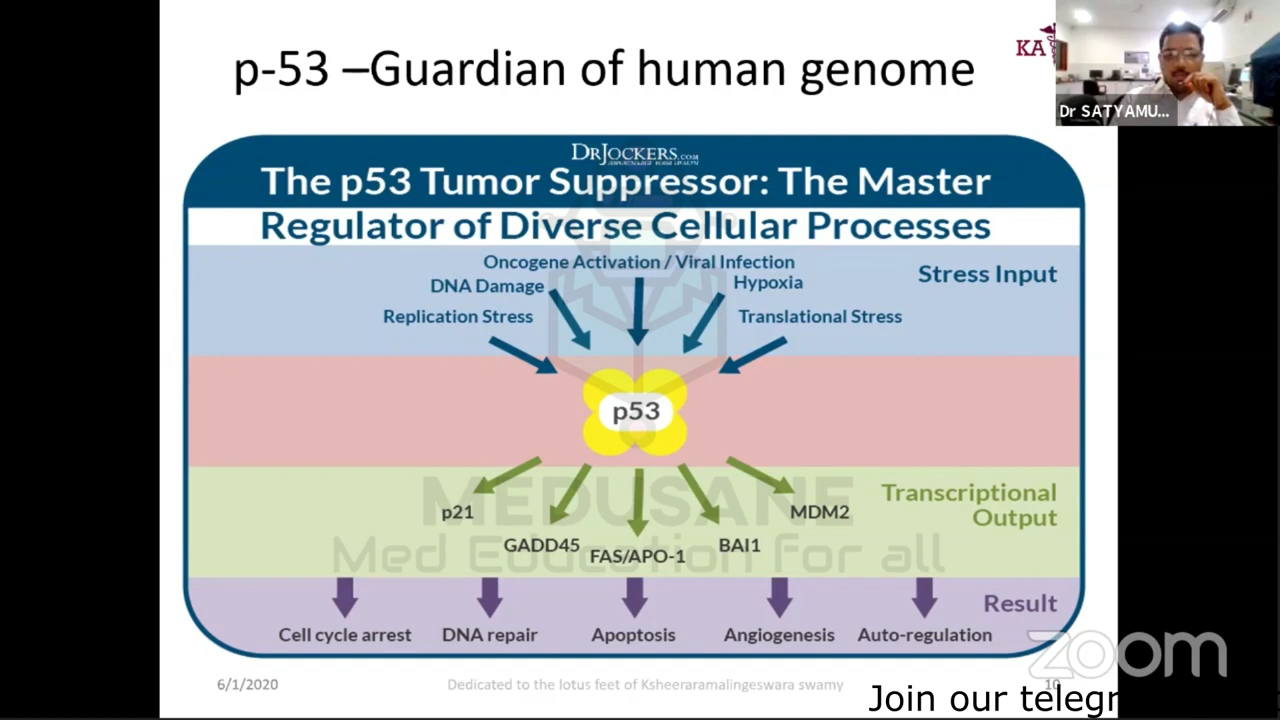 p-53 –Guardian of human genome
KA
Dr SATYAMU...
DRJOCKERS.COM
The p53 Tumor Suppressor: The Master
Regulator of Diverse Cellular Processes
Oncogene Activation / Viral Infection
Stress Input
DNA Damage
Hypoxia
Replication Stress
Translational Stress
p53
Transcriptional
Output
p21
MDM2
GADD45
FAS/APO-1
BAI1
MEDUSANE
Med Education for all
Result
Cell cycle arrest
DNA repair
Apoptosis
Angiogenesis
Auto-regulation
zoom
6/1/2020
Dedicated to the lotus feet of Ksheeraramalingeswara swamy
10
Join our telegr